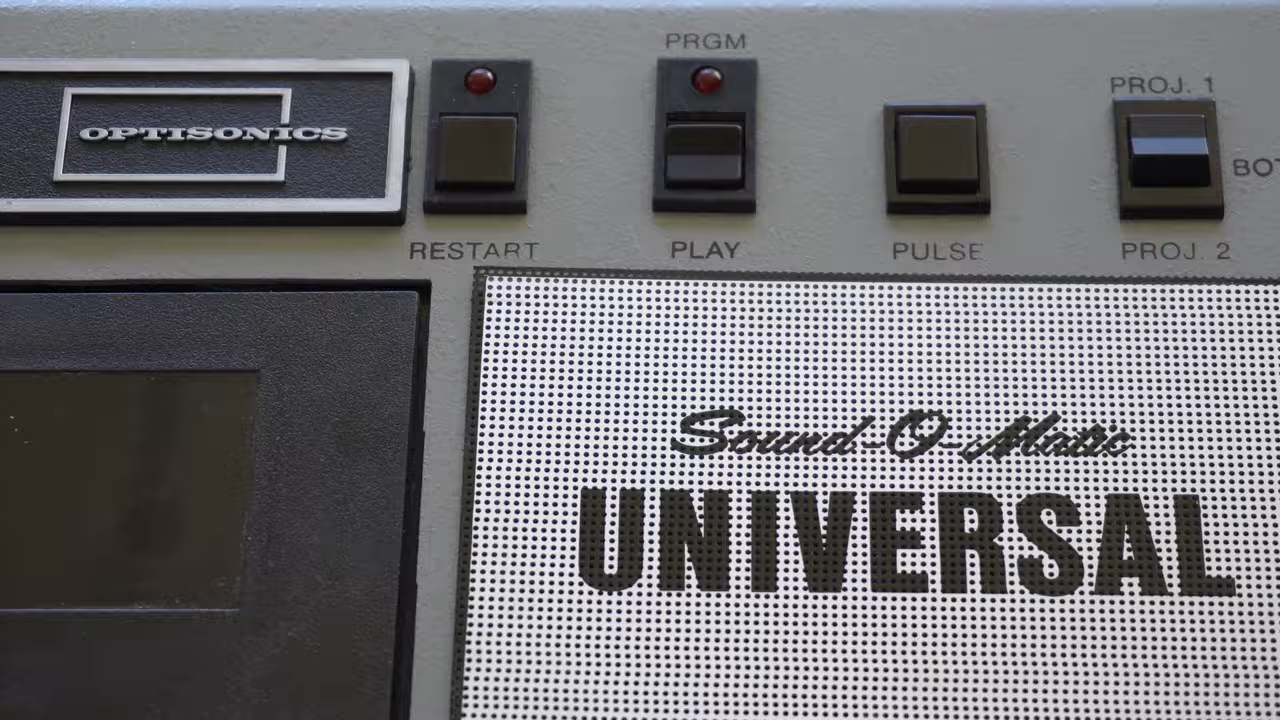 OPTISONICS
PRGM
PROJ. 1
RESTART
PLAY
PULSE
PROJ. 2
Sound-O-Matic
UNIVERSAL